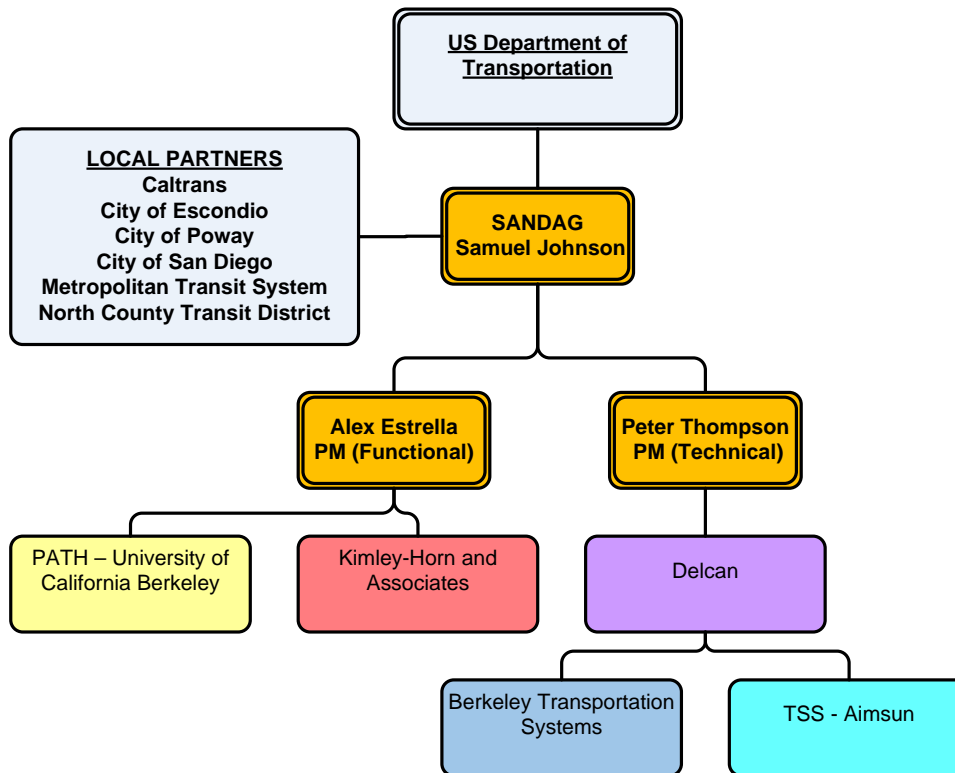 US Department of
Transportation
LOCAL PARTNERS
Caltrans
City of Escondio
City of Poway
City of San Diego
Metropolitan Transit System
North County Transit District
SANDAG
Samuel Johnson
Alex Estrella
PM (Functional)
Peter Thompson
PM (Technical)
PATH – University of
California Berkeley
Kimley-Horn and
Associates
Delcan
Berkeley Transportation
Systems
TSS - Aimsun